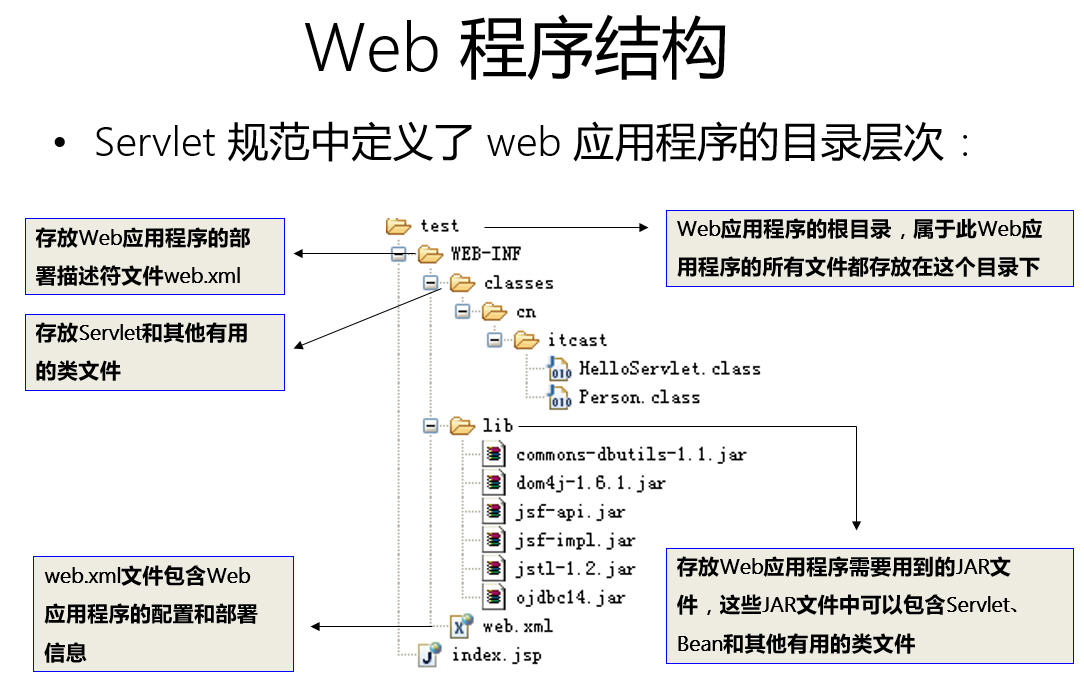 Web 程序结构
• Servlet 规范中定义了 web 应用程序的目录层次：
存放Web应用程序的部
署描述符文件web.xml
存放Servlet和其他有用
的类文件
web.xml文件包含Web
应用程序的配置和部署
信息
test
WEB-INF
classes
cn
itcast
HelloServlet.class
Person.class
lib
commons-dbutils-1.1.jar
dom4j-1.6.1.jar
jsf-api.jar
jsf-impl.jar
jstl-1.2.jar
ojdbc14.jar
web.xml
index.jsp
Web应用程序的根目录，属于此Web应
用程序的所有文件都存放在这个目录下
存放Web应用程序需要用到的JAR文
件，这些JAR文件中可以包含Servlet、
Bean和其他有用的类文件